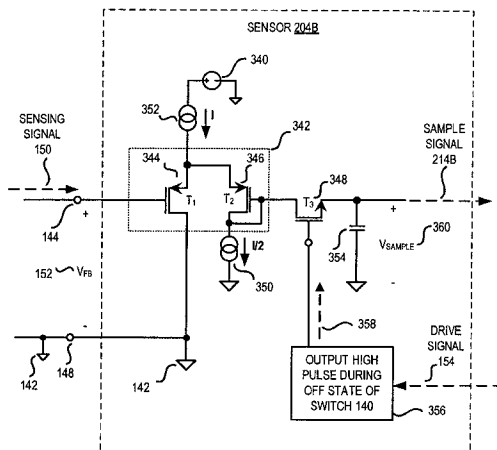 SENSOR 204B
340
352
I
342
SENSING
SIGNAL
150
344
346
T1
T2
348
T3
SAMPLE
SIGNAL
214B
+
144
+
354
VSAMPLE
360
I/2
350
152
VFB
-
358
-
142
148
142
OUTPUT HIGH
PULSE DURING
OFF STATE OF
SWITCH 140
DRIVE
SIGNAL
154
356